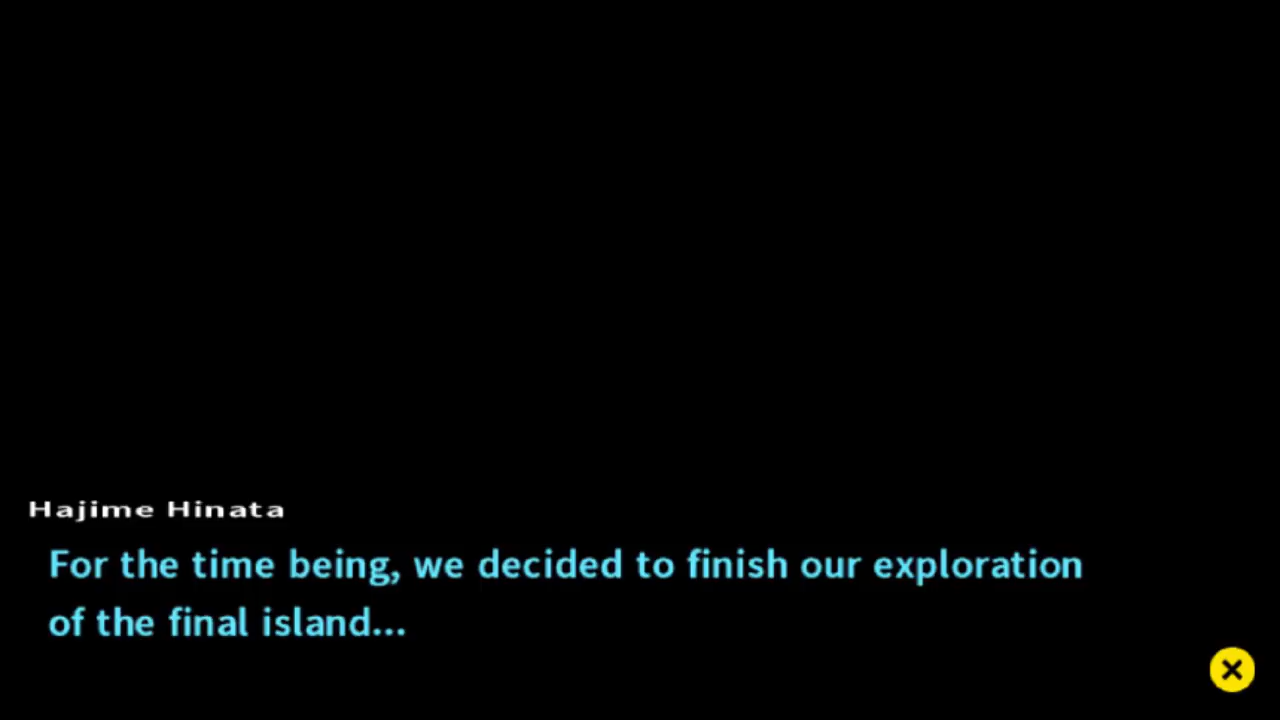 Hajime Hinata
For the time being, we decided to finish our exploration
of the final island...